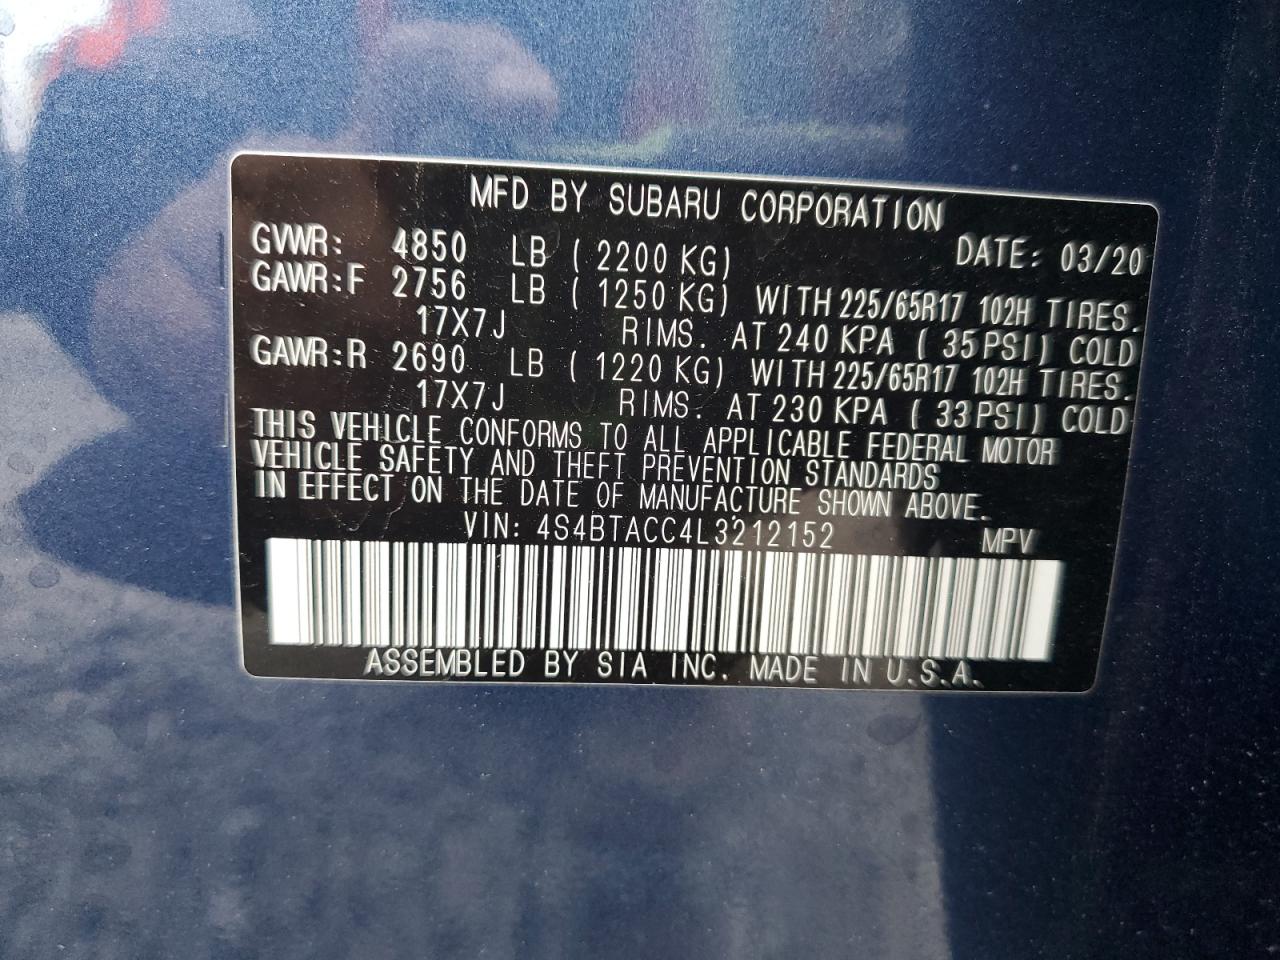 MFD BY SUBARU CORPORATION
GVWR: 4850 LB ( 2200 KG) DATE: 03/20
GAWR:F 2756 LB ( 1250 KG) WITH 225/65R17 102H TIRES.
17X7J RIMS. AT 240 KPA ( 35PSI) COLD
GAWR:R 2690 LB ( 1220 KG) WITH 225/65R17 102H TIRES.
17X7J RIMS. AT 230 KPA ( 33PSI) COLD
THIS VEHICLE CONFORMS TO ALL APPLICABLE FEDERAL MOTOR
VEHICLE SAFETY AND THEFT PREVENTION STANDARDS
IN EFFECT ON THE DATE OF MANUFACTURE SHOWN ABOVE.
VIN: 4S4BTACC4L3212152 MPV
ASSEMBLED BY SIA INC. MADE IN U.S.A.